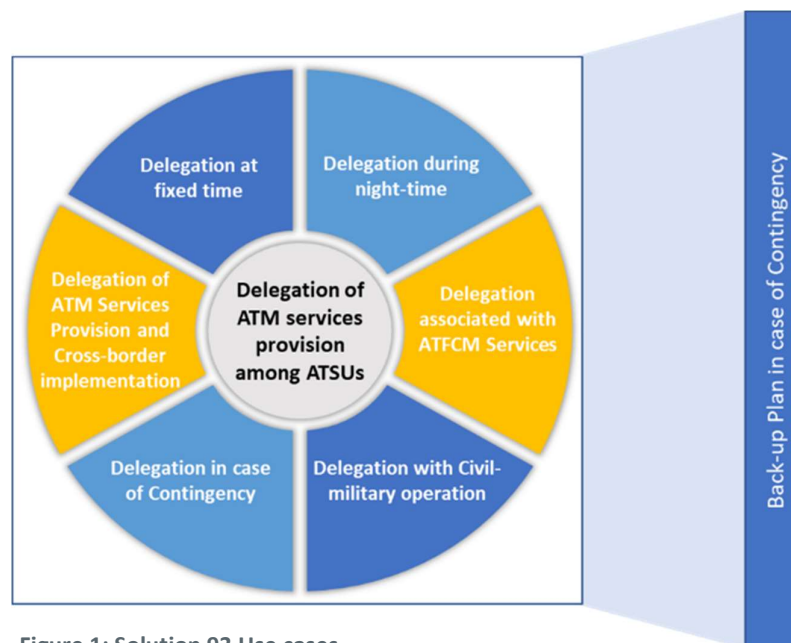 Delegation at
fixed time
Delegation during
night-time
Delegation of
ATM Services
Provision and
Cross-border
implementation
Delegation of
ATM services
provision
among ATSUs
Delegation
associated with
ATFCM Services
Delegation in case
of Contingency
Delegation with Civil-
military operation
Back-up Plan in case of Contingency
Figure 1: Solution 93 Use cases